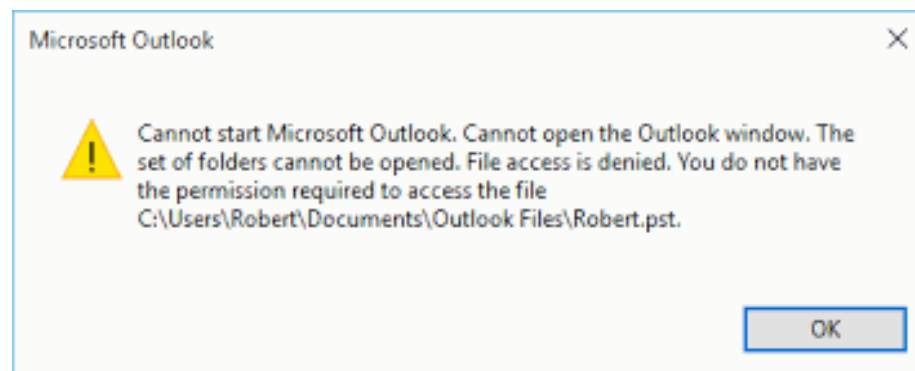 Microsoft Outlook
Cannot start Microsoft Outlook. Cannot open the Outlook window. The
set of folders cannot be opened. File access is denied. You do not have
the permission required to access the file
C:\Users\Robert\Documents\Outlook Files\Robert.pst.
OK